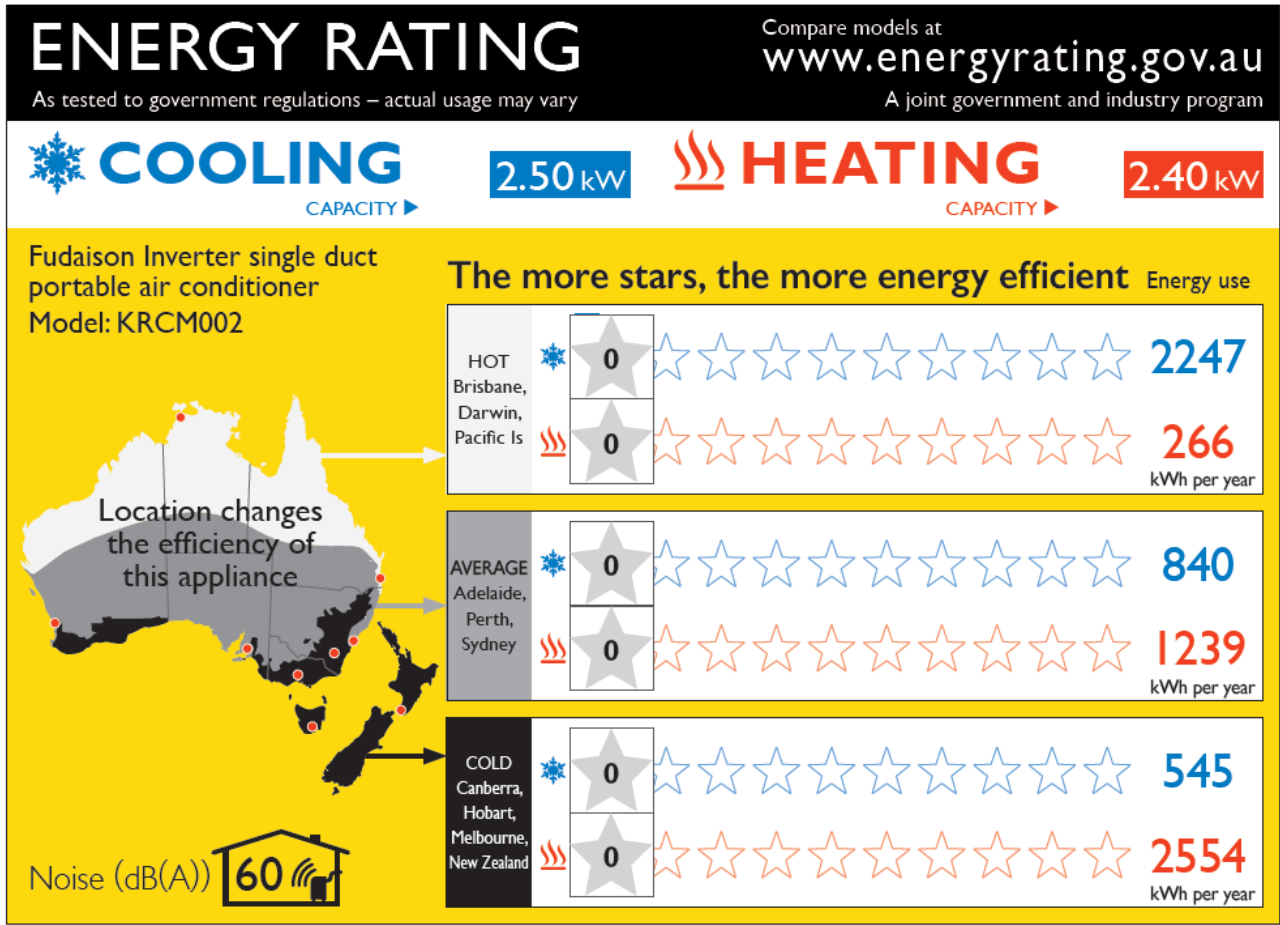 ENERGY RATING
As tested to government regulations – actual usage may vary
Compare models at
www.energyrating.gov.au
A joint government and industry program
COOLING
CAPACITY ▶
2.50 kW
HEATING
CAPACITY ▶
2.40 kW
Fudaison Inverter single duct
portable air conditioner
Model: KRCM002
Location changes
the efficiency of
this appliance
Noise (dB(A))
60
The more stars, the more energy efficient Energy use
HOT
Brisbane,
Darwin,
Pacific Is
0
2247
0
266
kWh per year
AVERAGE
Adelaide,
Perth,
Sydney
0
840
0
1239
kWh per year
COLD
Canberra,
Hobart,
Melbourne,
New Zealand
0
545
0
2554
kWh per year